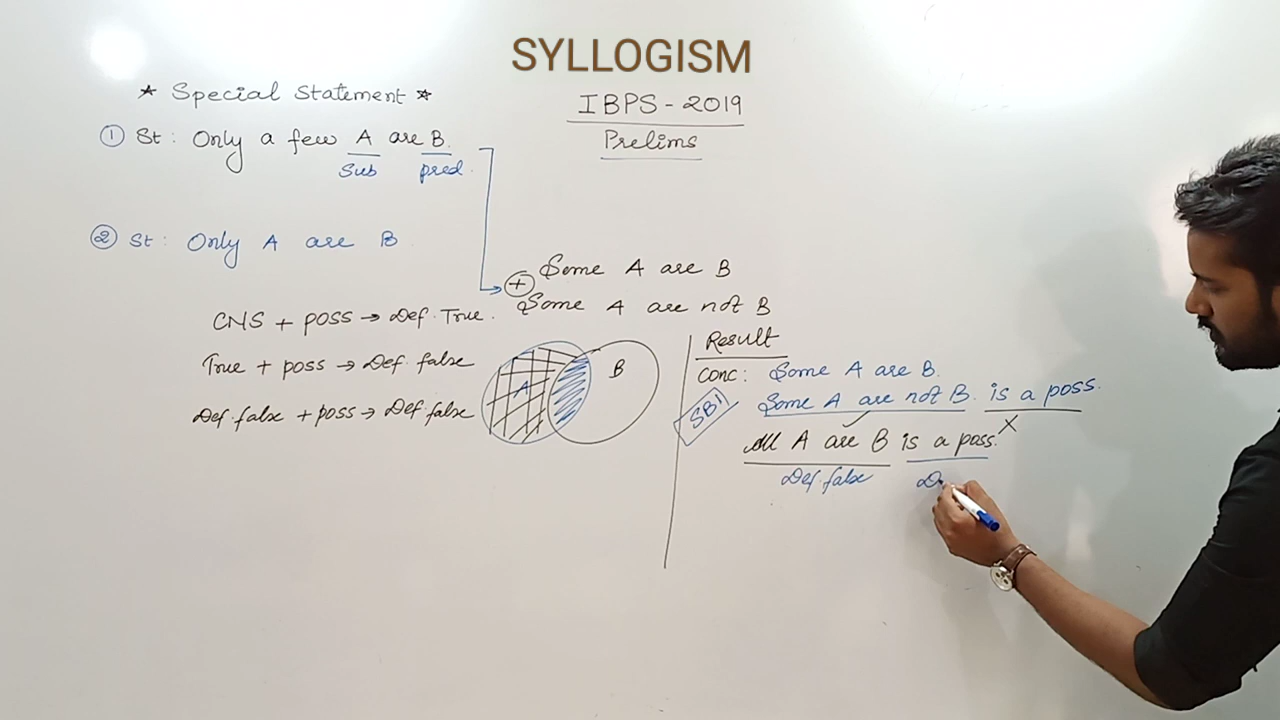 SYLLOGISM
* Special Statement *
IBPS - 2019
Prelims
① St : Only a few A are B.
Sub pred.
② St : Only A are B
Some A are B
+
Some A are not B
CNS + poss → Def. True.
True + poss → Def. false
Def. false + poss → Def false
A B
Result
Conc : Some A are B.
SBI
Some A are not B. is a poss.
All A are B is a poss. X
Def. false D